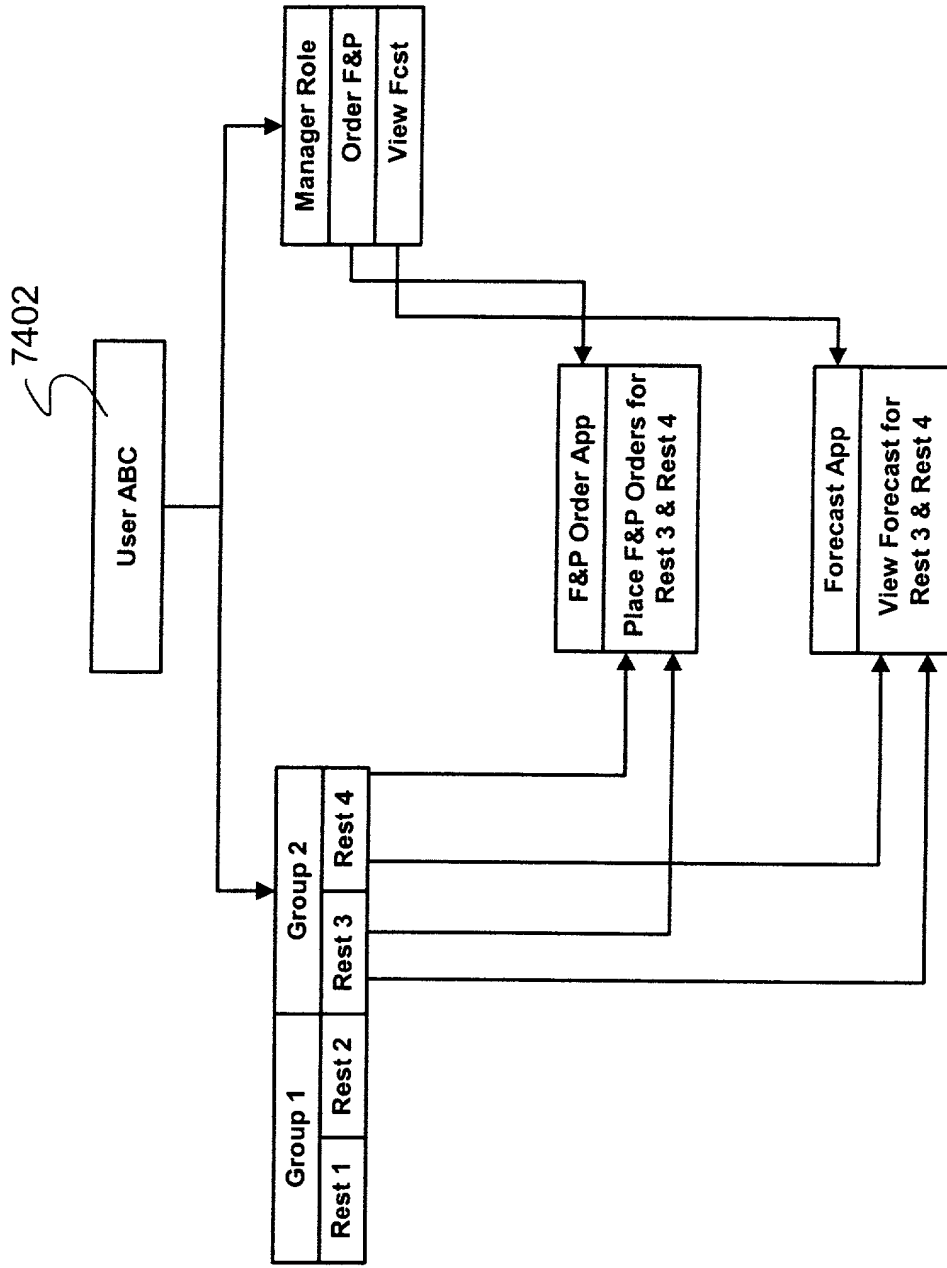 7402
User ABC
Group 1
Group 2
Rest 1
Rest 2
Rest 3
Rest 4
Manager Role
Order F&P
View Fcst
F&P Order App
Place F&P Orders for
Rest 3 & Rest 4
Forecast App
View Forecast for
Rest 3 & Rest 4